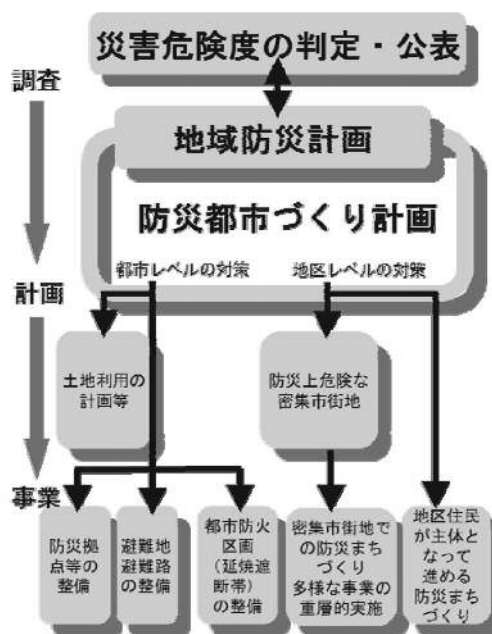 災害危険度の判定・公表
調査
地域防災計画
防災都市づくり計画
都市レベルの対策
地区レベルの対策
計画
土地利用の
計画等
防災上危険な
密集市街地
事業
防災拠
点等の
整備
避難地
避難路
の整備
都市防火
区画
（延焼遮
断帯）
の整備
密集市街地で
の防災まち
づくり
多様な事業の
重層的実施
地区住民
が主体と
なって
進める
防災まち
づくり